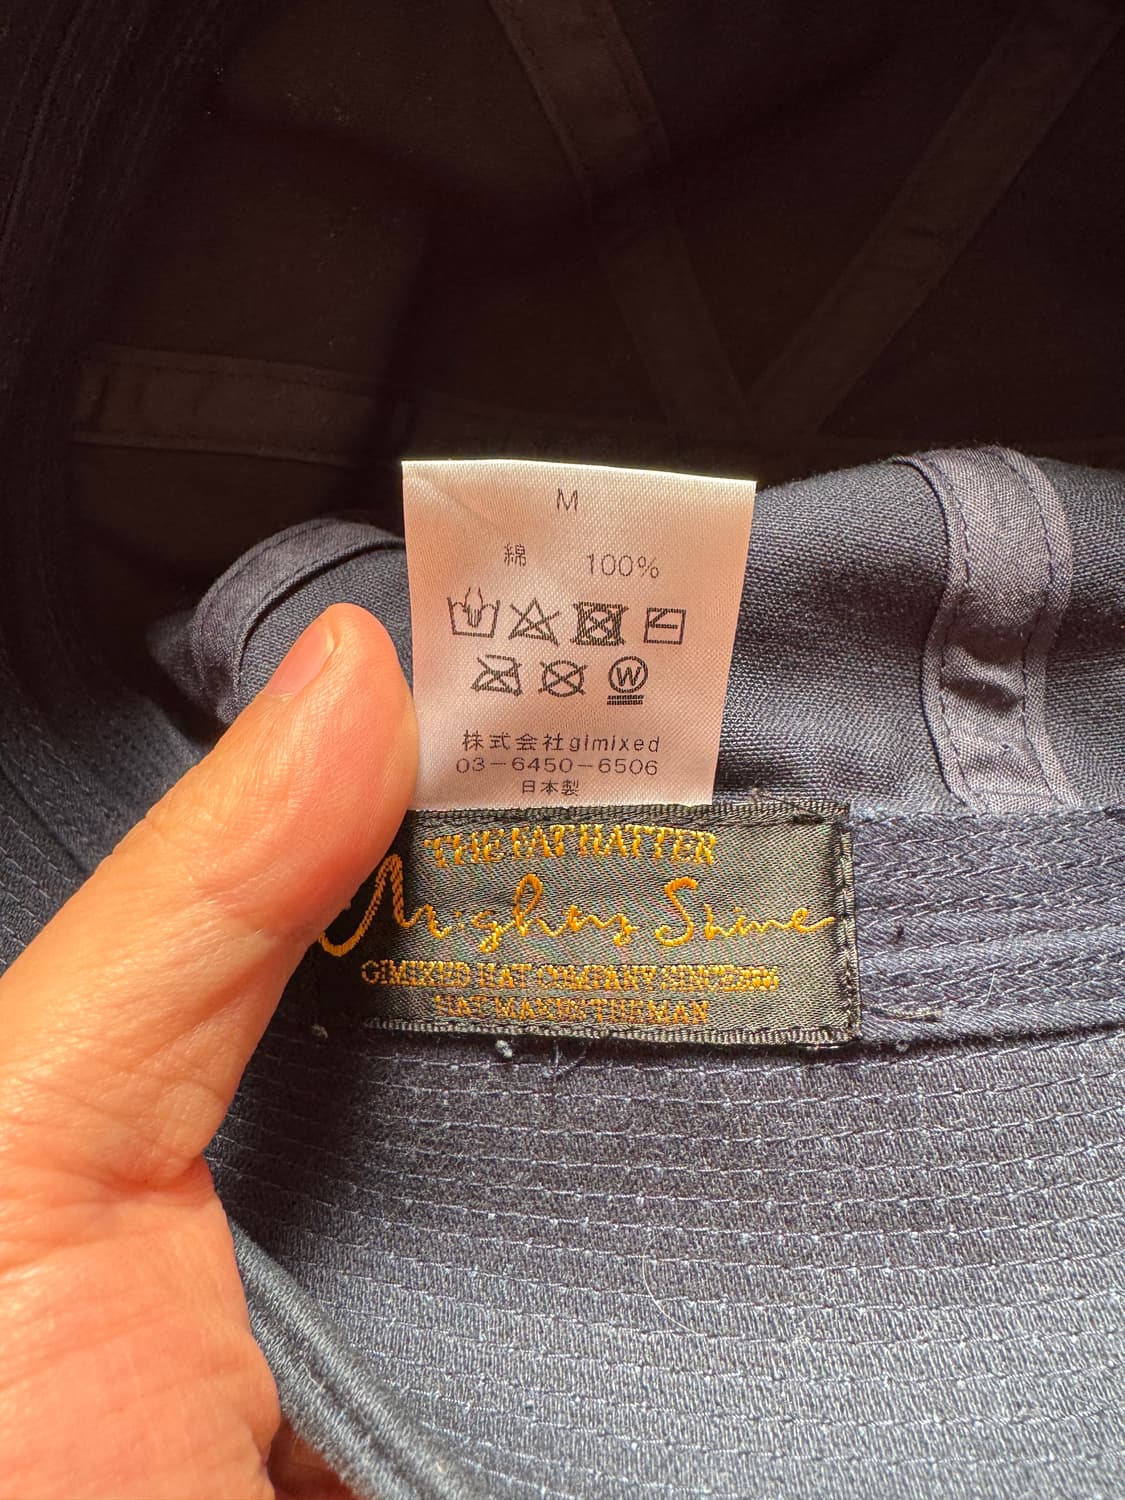 M
綿 100%
W
株式会社gimixed
03-6450-6506
日本製
THE FAT HATTER
Mighty Shine
GIMIXED HAT COMPANY SINCE
HAT MAKES THE MAN